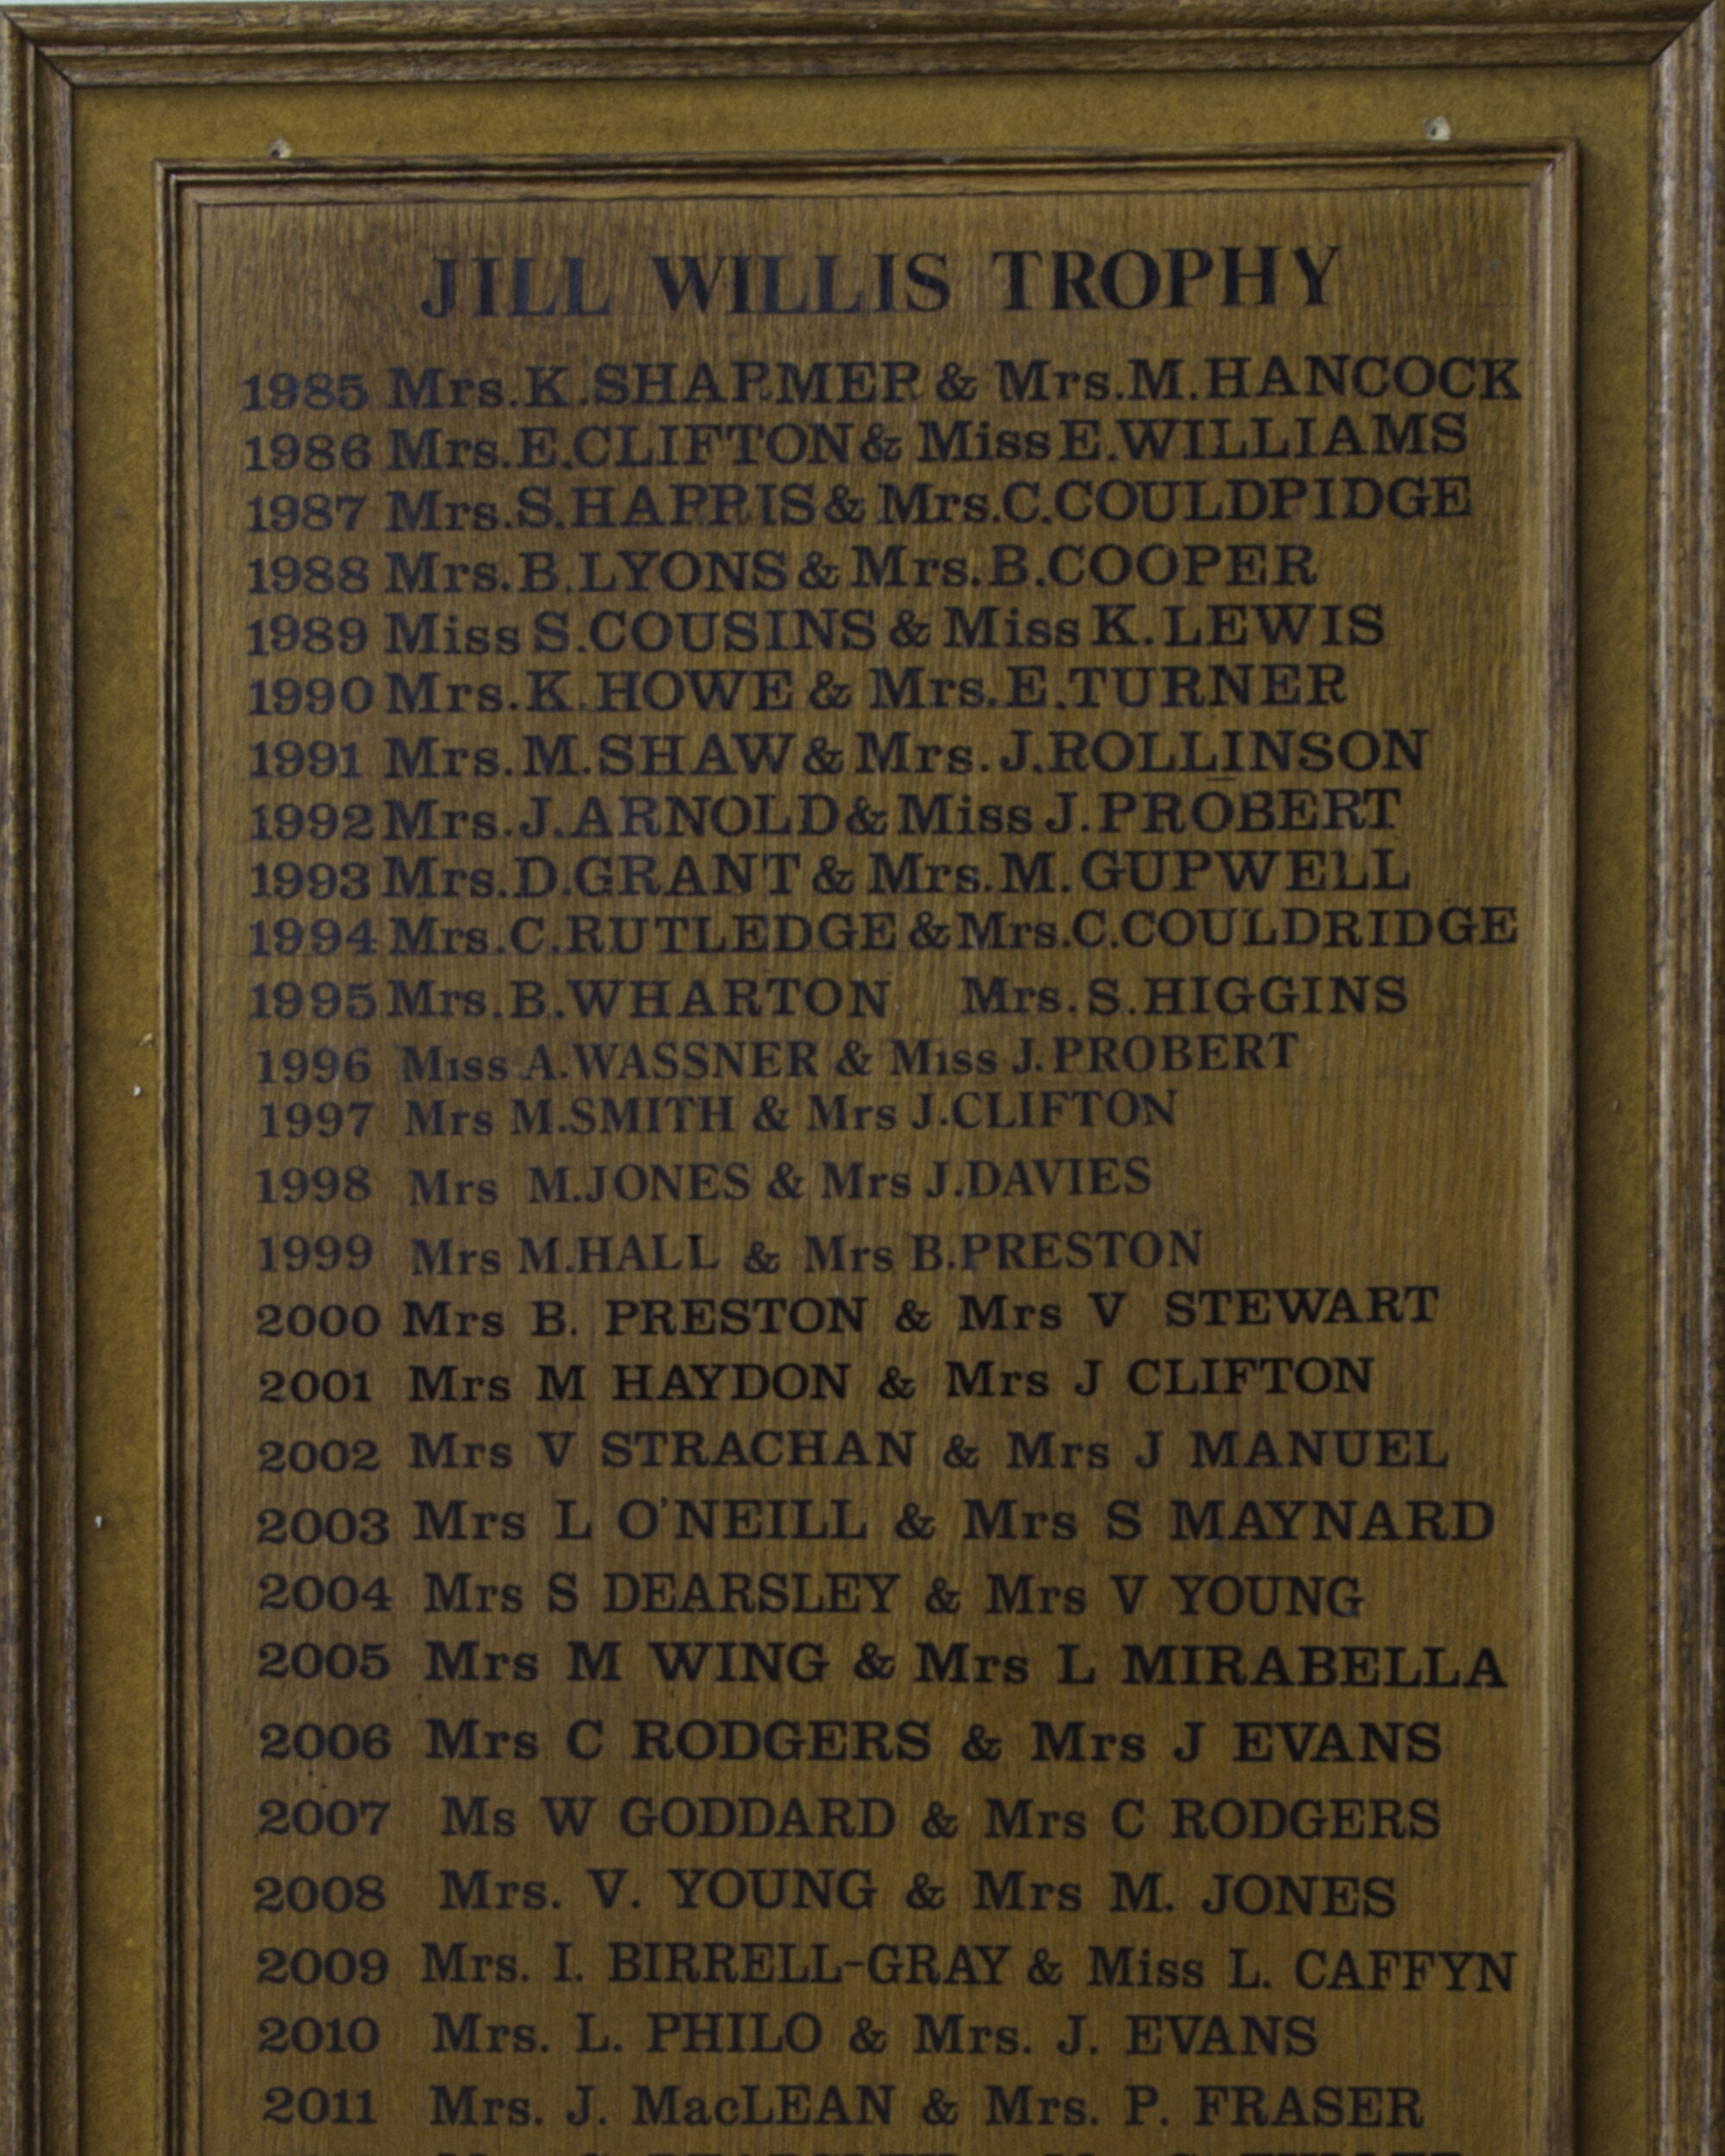 JILL WILLIS TROPHY
1985 Mrs.K.SHARMER & Mrs.M.HANCOCK
1986 Mrs.E.CLIFTON & Miss E.WILLIAMS
1987 Mrs.S.HARRIS & Mrs.C.COULDRIDGE
1988 Mrs.B.LYONS & Mrs.B.COOPER
1989 Miss S.COUSINS & Miss K.LEWIS
1990 Mrs.K.HOWE & Mrs.E.TURNER
1991 Mrs.M.SHAW & Mrs.J.ROLLINSON
1992 Mrs.J.ARNOLD & Miss J.PROBERT
1993 Mrs.D.GRANT & Mrs.M.GUPWELL
1994 Mrs.C.RUTLEDGE & Mrs.C.COULDRIDGE
1995 Mrs.B.WHARTON Mrs.S.HIGGINS
1996 Miss A.WASSNER & Miss J.PROBERT
1997 Mrs M.SMITH & Mrs J.CLIFTON
1998 Mrs M.JONES & Mrs J.DAVIES
1999 Mrs M.HALL & Mrs B.PRESTON
2000 Mrs B. PRESTON & Mrs V STEWART
2001 Mrs M HAYDON & Mrs J CLIFTON
2002 Mrs V STRACHAN & Mrs J MANUEL
2003 Mrs L O'NEILL & Mrs S MAYNARD
2004 Mrs S DEARSLEY & Mrs V YOUNG
2005 Mrs M WING & Mrs L MIRABELLA
2006 Mrs C RODGERS & Mrs J EVANS
2007 Ms W GODDARD & Mrs C RODGERS
2008 Mrs. V. YOUNG & Mrs M. JONES
2009 Mrs. I. BIRRELL-GRAY & Miss L. CAFFYN
2010 Mrs. L. PHILO & Mrs. J. EVANS
2011 Mrs. J. MacLEAN & Mrs. P. FRASER